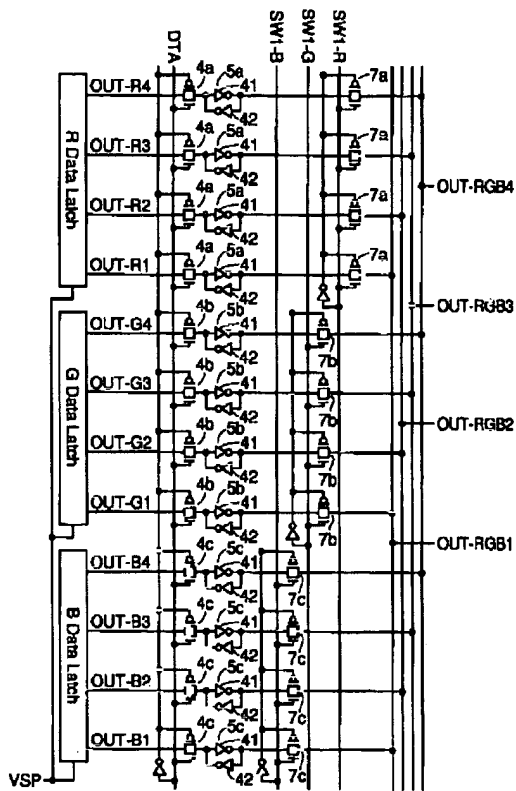 DTA
SW1-B
SW1-G
SW1-R
R Data Latch
OUT-R4
4a
5a
41
42
7a
OUT-R3
4a
5a
41
42
7a
OUT-RGB4
OUT-R2
4a
5a
41
42
7a
OUT-R1
4a
5a
41
42
7a
OUT-RGB3
G Data Latch
OUT-G4
4b
5b
41
42
7b
OUT-G3
4b
5b
41
42
7b
OUT-RGB2
OUT-G2
4b
5b
41
42
7b
OUT-G1
4b
5b
41
42
7b
OUT-RGB1
B Data Latch
OUT-B4
4c
5c
41
42
7c
OUT-B3
4c
5c
41
42
7c
OUT-B2
4c
5c
41
42
7c
OUT-B1
4c
5c
41
42
7c
VSP